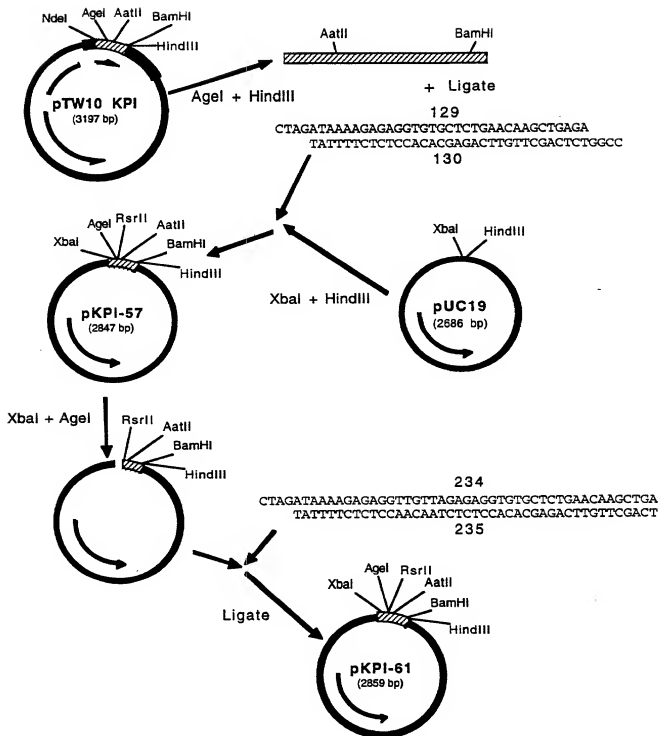 NdeI
AgeI
AatII
BamHI
HindIII
pTW10 KPI
(3197 bp)
AgeI + HindIII
AatII
BamHI
+ Ligate
129
CTAGATAAAAGAGAGGTGTGCTCTGAACAAGCTGAGA
TATTTTCTCTCCACACGAGACTTGTTCGACTCTGGCC
130
XbaI
AgeI
RsrII
AatII
BamHI
HindIII
pKPI-57
(2847 bp)
XbaI + HindIII
XbaI
HindIII
pUC19
(2686 bp)
XbaI + AgeI
RsrII
AatII
BamHI
HindIII
234
CTAGATAAAAGAGAGGTTGTTAGAGAGGTGTGCTCTGAACAAGCTGA
TATTTTCTCTCCAACAATCTCTCCACACGAGACTTGTTCGACT
235
Ligate
XbaI
AgeI
RsrII
AatII
BamHI
HindIII
pKPI-61
(2859 bp)